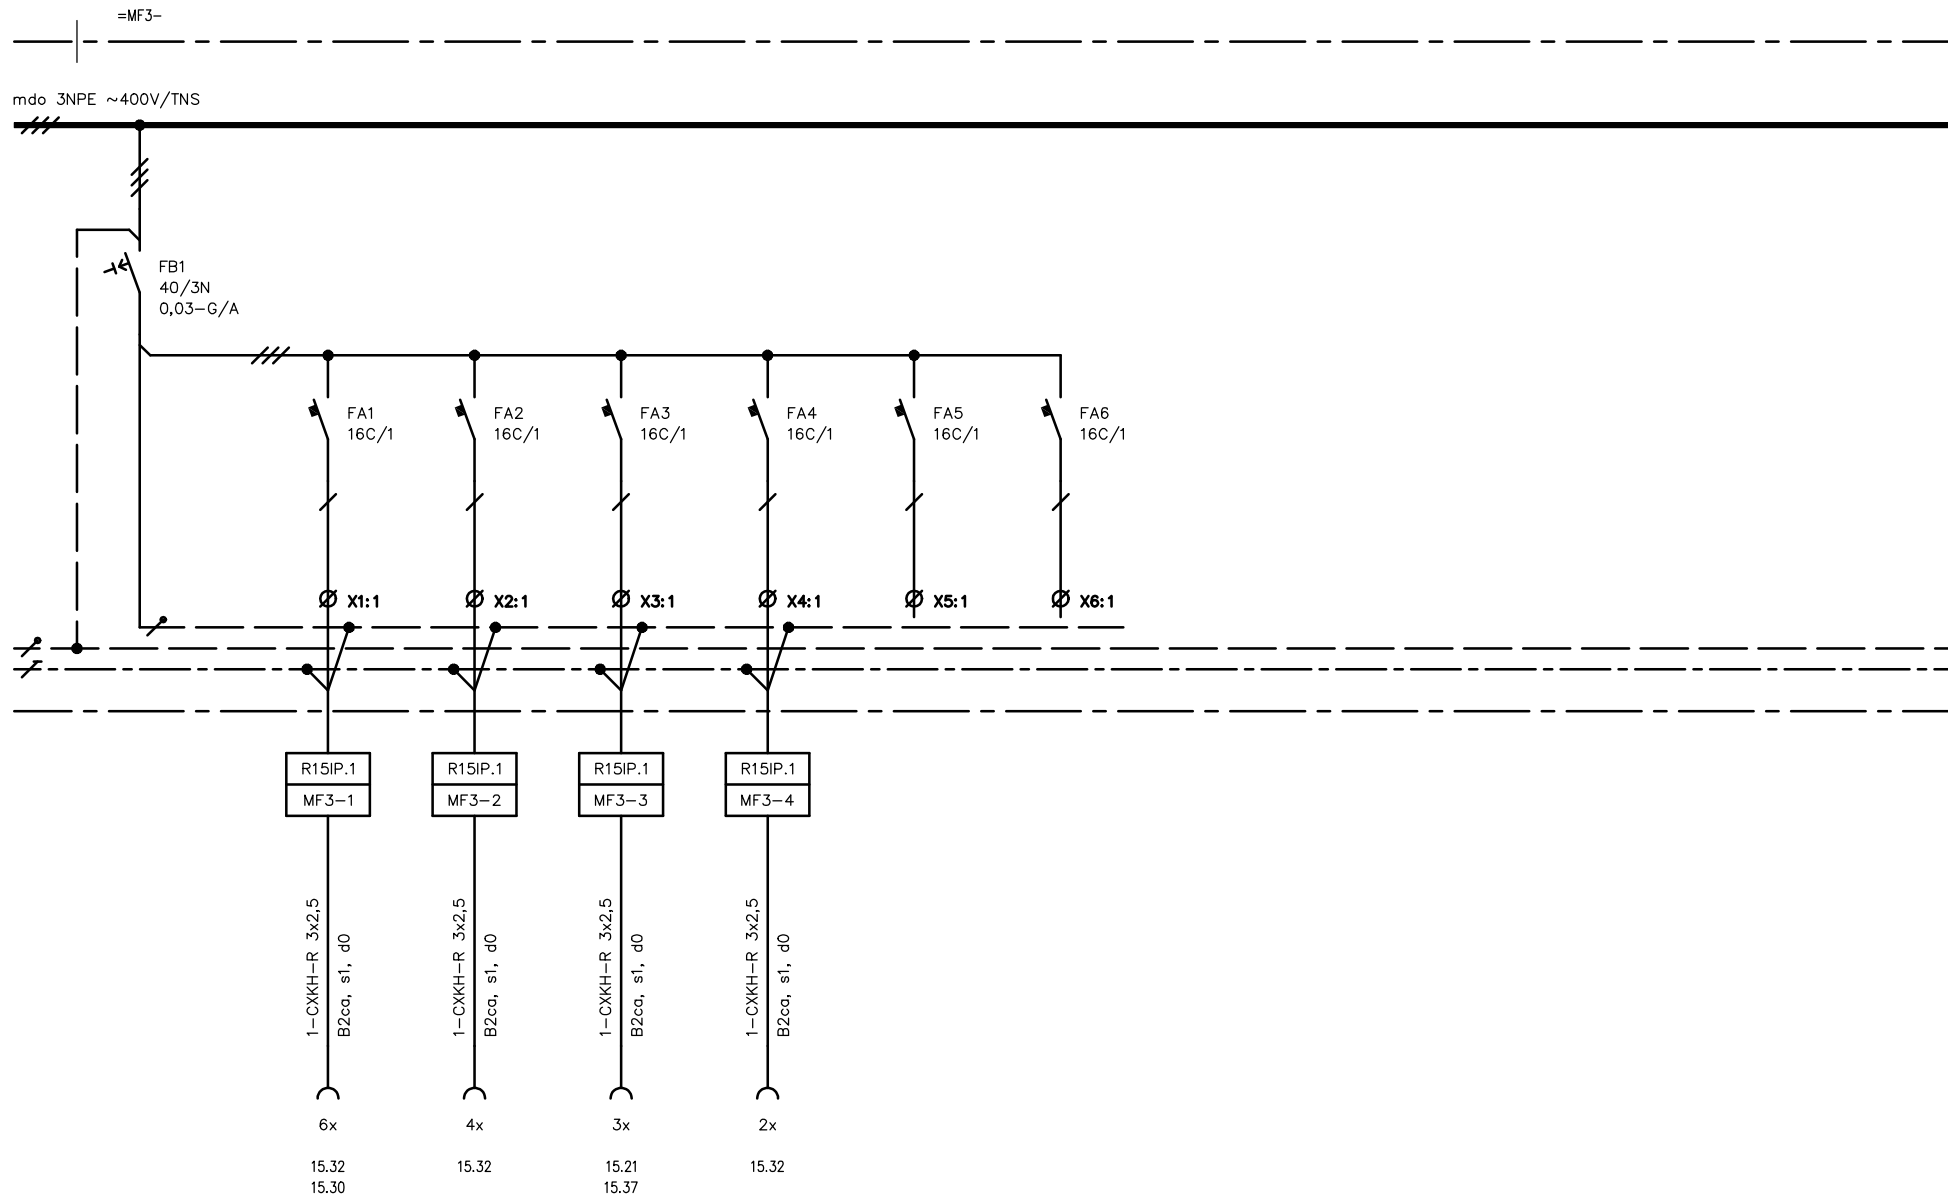 =MF3-
mdo 3NPE ~400V/TNS
FB1
40/3N
0,03-G/A
FA1
16C/1
FA2
16C/1
FA3
16C/1
FA4
16C/1
FA5
16C/1
FA6
16C/1
X1:1
X2:1
X3:1
X4:1
X5:1
X6:1
R15IP.1
MF3-1
R15IP.1
MF3-2
R15IP.1
MF3-3
R15IP.1
MF3-4
1-CXKH-R 3x2,5
B2ca, s1, d0
1-CXKH-R 3x2,5
B2ca, s1, d0
1-CXKH-R 3x2,5
B2ca, s1, d0
1-CXKH-R 3x2,5
B2ca, s1, d0
6x
15.32
15.30
4x
15.32
3x
15.21
15.37
2x
15.32